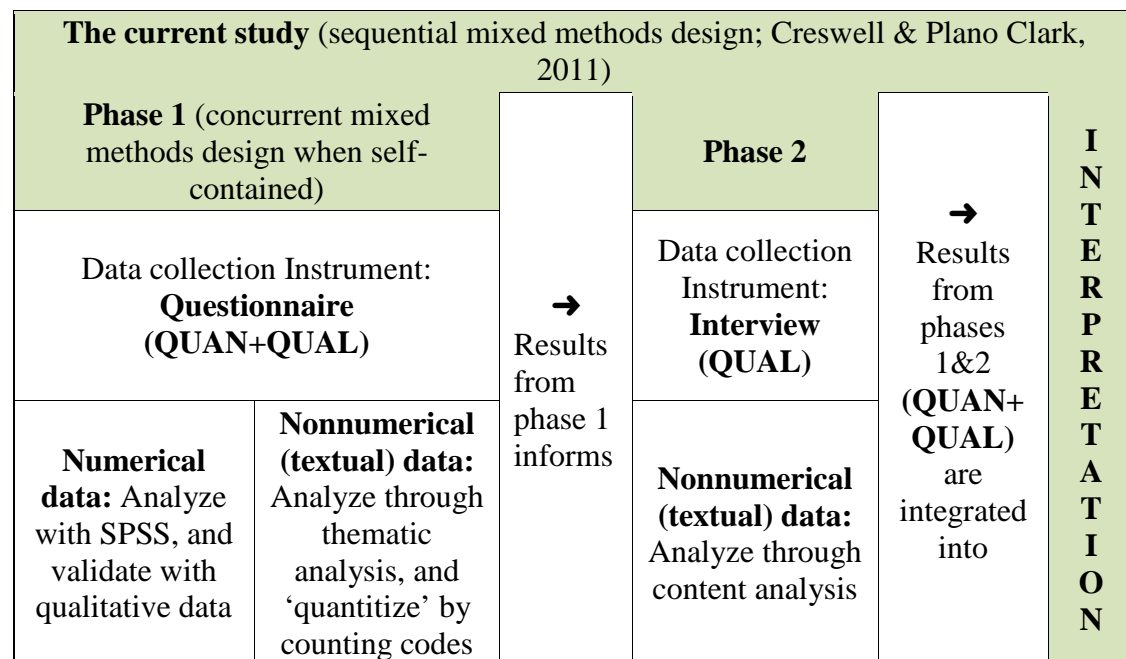 The current study (sequential mixed methods design; Creswell & Plano Clark,
2011)
Phase 1 (concurrent mixed
methods design when self-
contained)
Data collection Instrument:
Questionnaire
(QUAN+QUAL)
Numerical
data: Analyze
with SPSS, and
validate with
qualitative data
Nonnumerical
(textual) data:
Analyze through
thematic
analysis, and
‘quantitize’ by
counting codes
➜
Results
from
phase 1
informs
Phase 2
Data collection
Instrument:
Interview
(QUAL)
Nonnumerical
(textual) data:
Analyze through
content analysis
➜
Results
from
phases
1&2
(QUAN+
QUAL)
are
integrated
into
I
N
T
E
R
P
R
E
T
A
T
I
O
N